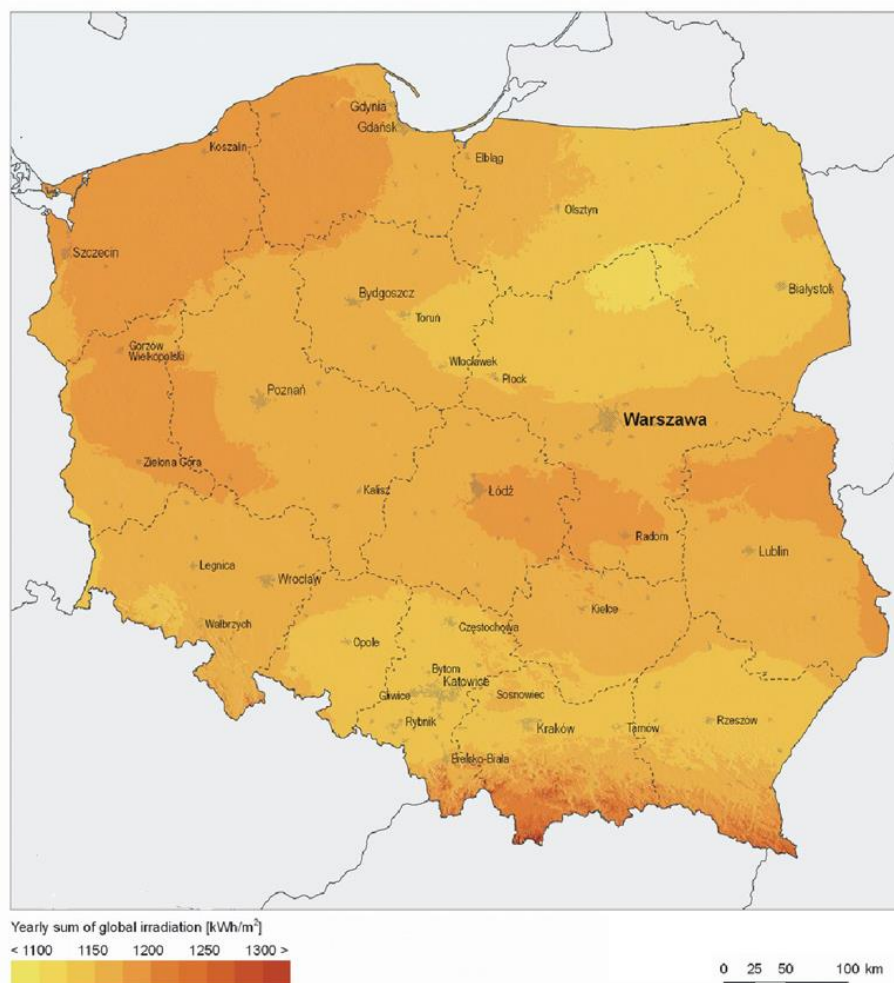 Gdynia
Gdańsk
Koszalin
Elbląg
Olsztyn
Szczecin
Białystok
Bydgoszcz
Toruń
Gorzów
Wielkopolski
Włocławek
Płock
Poznań
Warszawa
Zielona Góra
Kalisz
Łódź
Radom
Lublin
Legnica
Wrocław
Kielce
Wałbrzych
Częstochowa
Opole
Bytom
Katowice
Gliwice
Sosnowiec
Rybnik
Kraków
Tarnów
Rzeszów
Bielsko-Biała
Yearly sum of global irradiation [kWh/m²]
< 1100 1150 1200 1250 1300 >
0 25 50 100 km